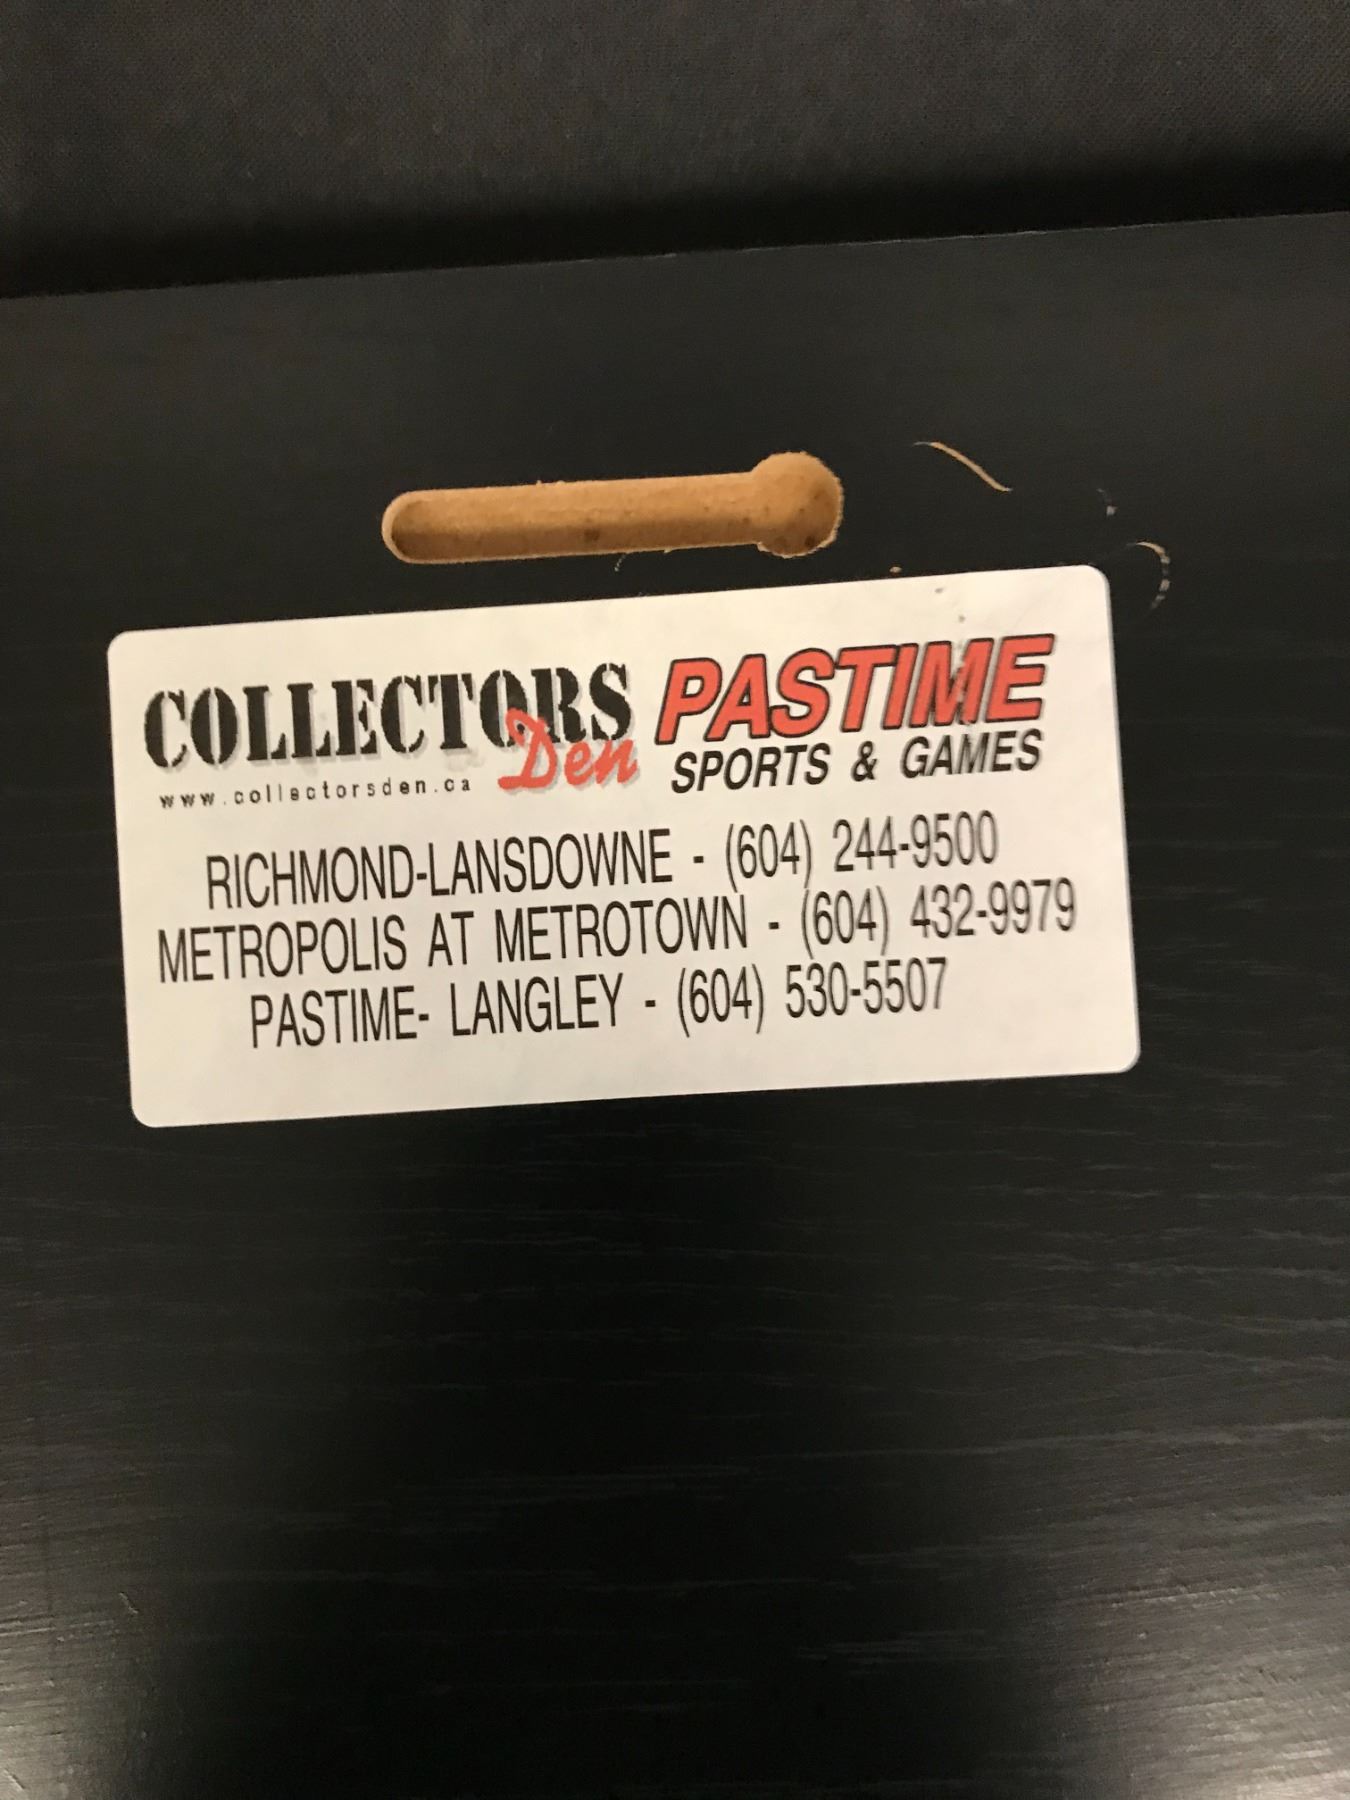 COLLECTORS Den
www.collectorsden.ca
PASTIME
SPORTS & GAMES
RICHMOND-LANSDOWNE - (604) 244-9500
METROPOLIS AT METROTOWN - (604) 432-9979
PASTIME- LANGLEY - (604) 530-5507